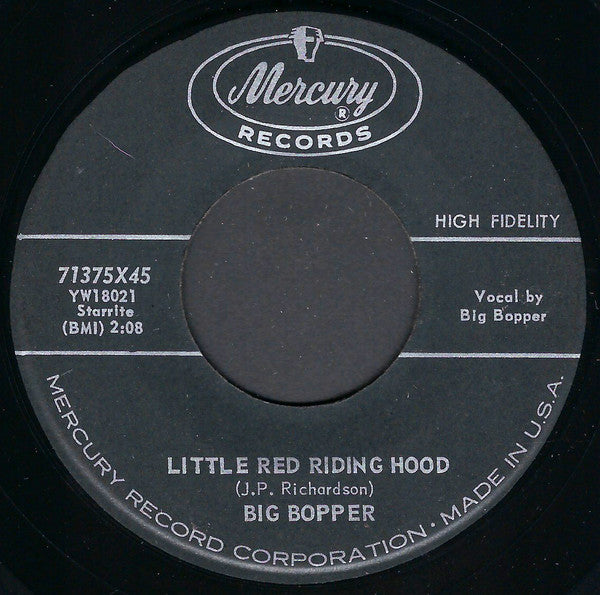 Mercury ®
RECORDS
HIGH FIDELITY
71375X45
YW18021
Starrite
(BMI) 2:08
Vocal by
Big Bopper
LITTLE RED RIDING HOOD
(J.P. Richardson)
BIG BOPPER
MERCURY RECORD CORPORATION · MADE IN U.S.A.